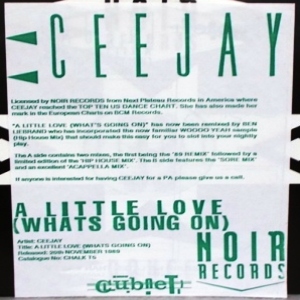 CEEJAY
Licensed by NOIR RECORDS from Next Plateau Records in America where
CEEJAY reached the TOP TEN US DANCE CHART. She has also made her
mark in the European Charts on BCM Records.
"A LITTLE LOVE (WHAT'S GOING ON)" has now been remixed by BEN
LIEBRAND who has incorporated the now familiar WOOOO YEAH sample
(Hip House Mix) that should make this easy for you to slot into your nightly
play.
The A side contains two mixes, the first being the "89 REMIX" followed by a
limited edition of the "HIP HOUSE MIX". The B side features the "SORE MIX"
and an excellent "ACAPPELLA MIX".
If anyone is interested for having CEEJAY for a PA please give us a call.
A LITTLE LOVE
(WHATS GOING ON)
Artist: CEEJAY
Title: A LITTLE LOVE (WHATS GOING ON)
Released: 20th NOVEMBER 1989
Catalogue No: CHALK T5
NOIR
RECORDS